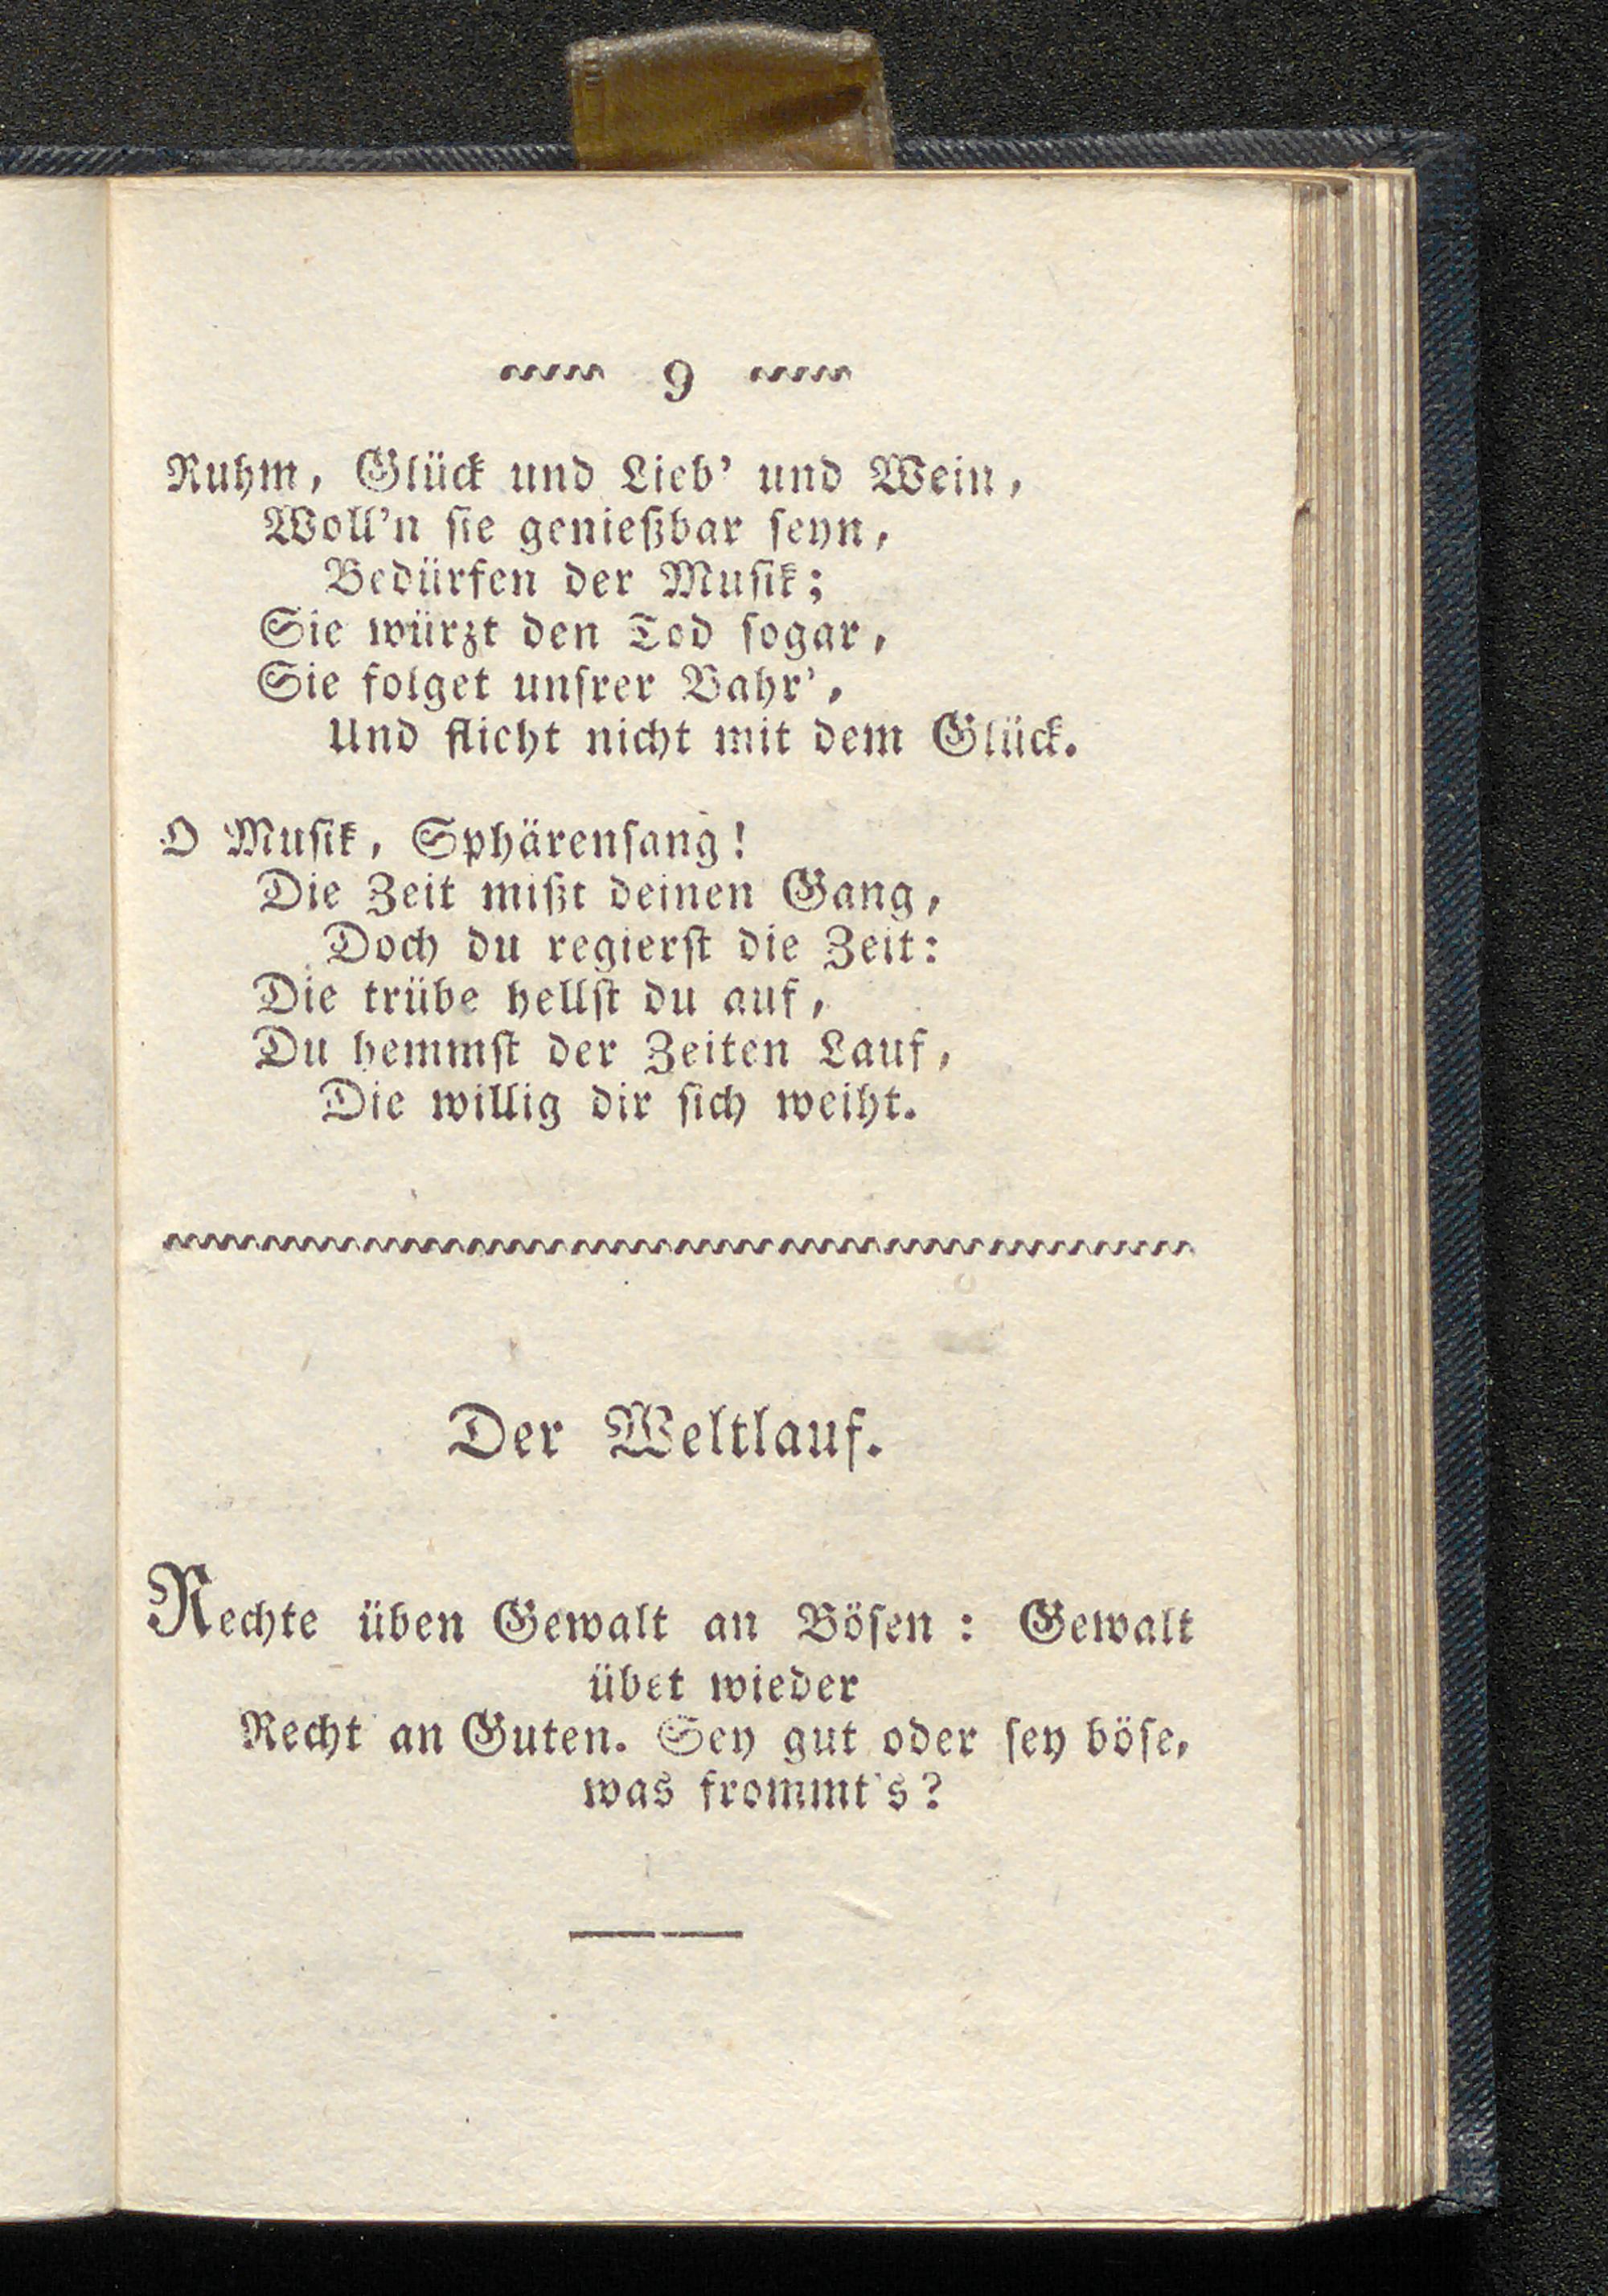 9
Ruhm, Glück und Lieb' und Wein,
Woll'n ſie genießbar ſeyn,
Bedürfen der Muſik;
Sie würzt den Tod ſogar,
Sie folget unſrer Bahr',
Und flieht nicht mit dem Glück.
O Muſik, Sphärenſang!
Die Zeit mißt deinen Gang,
Doch du regierſt die Zeit:
Die trübe hellſt du auf,
Du hemmſt der Zeiten Lauf,
Die willig dir ſich weiht.
Der Weltlauf.
Rechte üben Gewalt an Böſen: Gewalt
übet wieder
Recht an Guten. Sey gut oder ſey böſe,
was frommt's?